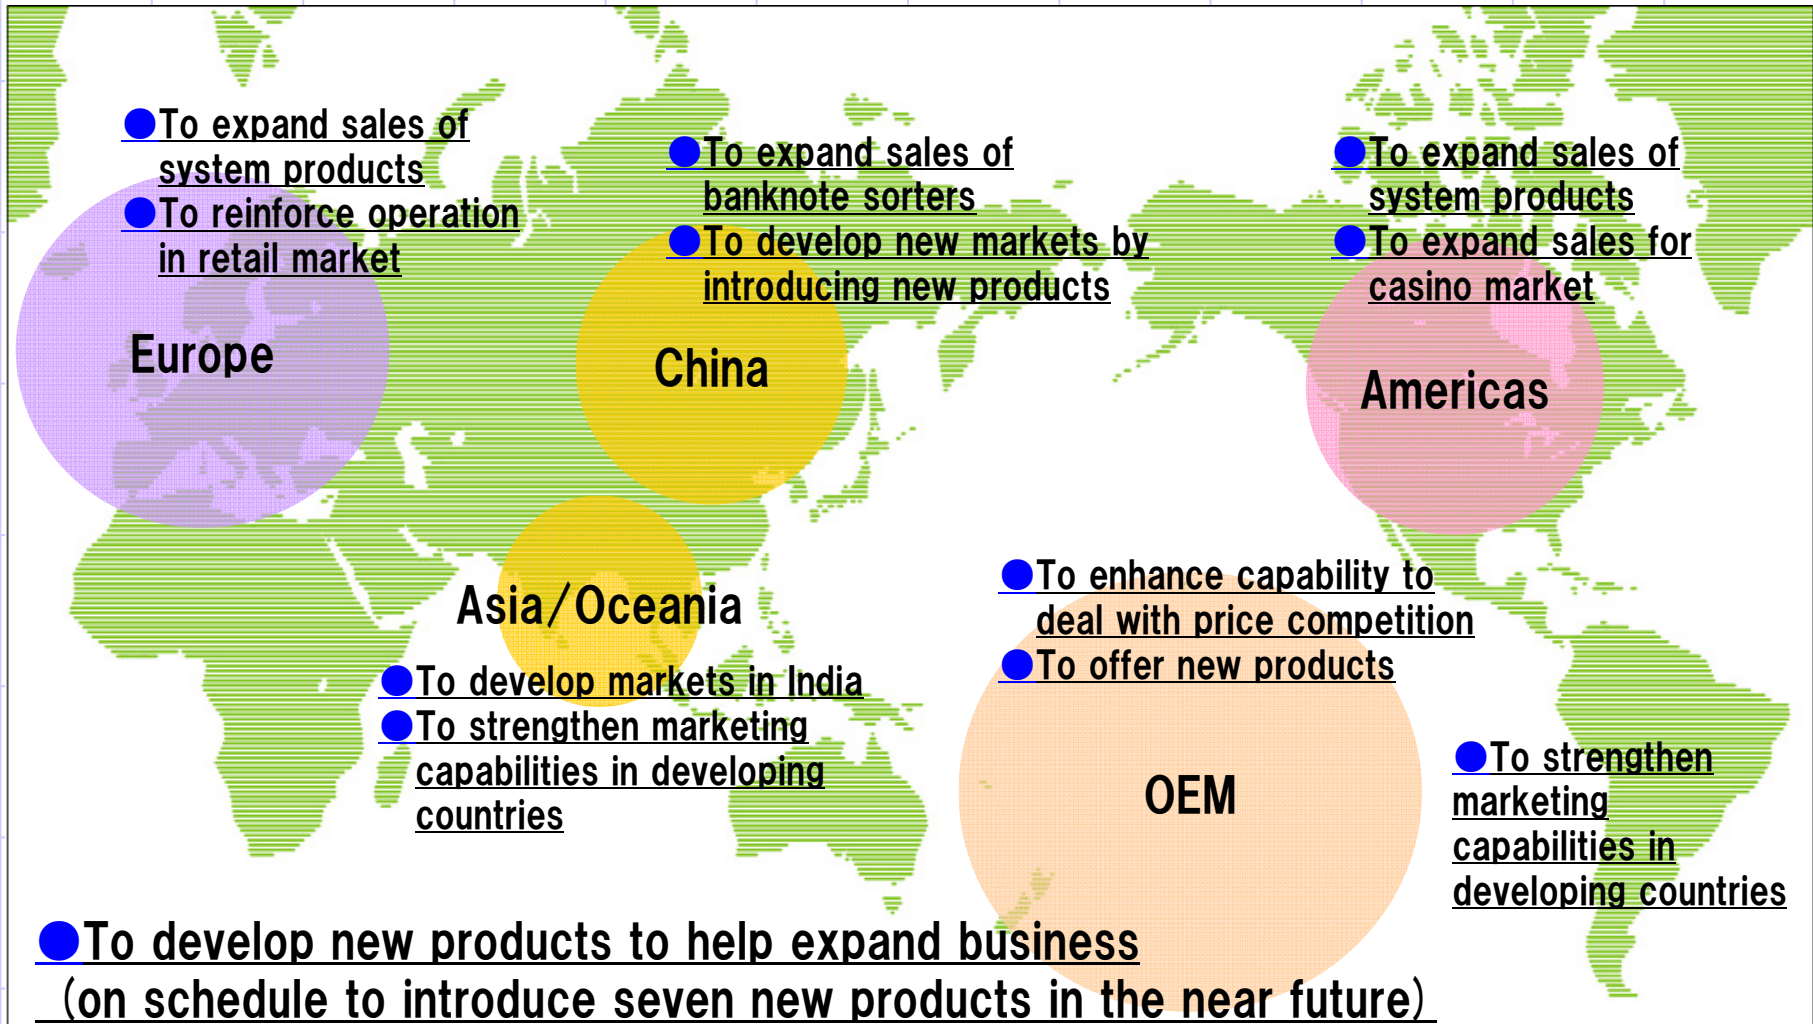 ●To expand sales of
system products
●To reinforce operation
in retail market
Europe
●To expand sales of
banknote sorters
●To develop new markets by
introducing new products
China
●To expand sales of
system products
●To expand sales for
casino market
Americas
Asia/Oceania
●To develop markets in India
●To strengthen marketing
capabilities in developing
countries
●To enhance capability to
deal with price competition
●To offer new products
OEM
●To strengthen
marketing
capabilities in
developing countries
●To develop new products to help expand business
(on schedule to introduce seven new products in the near future)